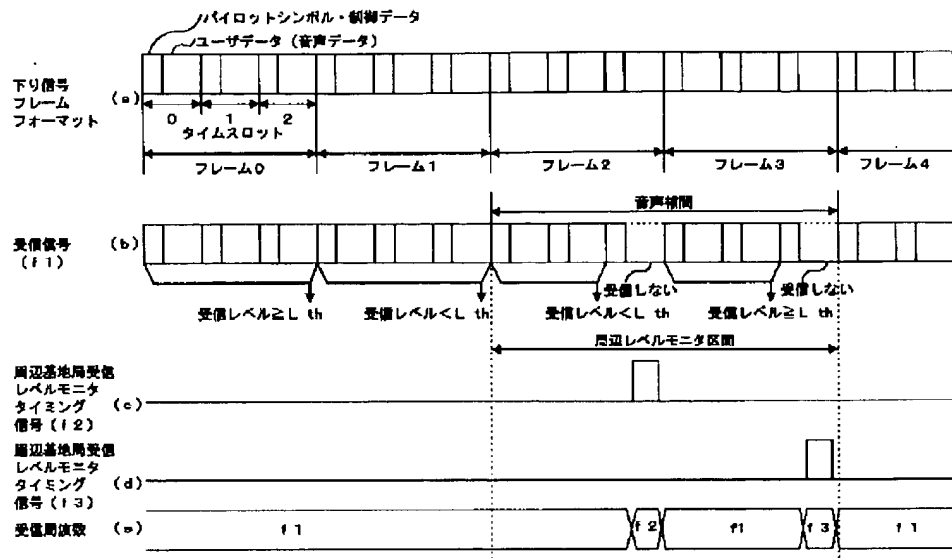 パイロットシンボル・制御データ
ユーザデータ（音声データ）
下り信号
フレーム (a)
フォーマット
0 1 2
タイムスロット
フレーム0 フレーム1 フレーム2 フレーム3 フレーム4
音声補間
受信信号 (b)
(f1)
受信しない 受信しない
受信レベル≧L th 受信レベル＜L th 受信レベル＜L th 受信レベル≧L th
周辺レベルモニタ区間
周辺基地局受信
レベルモニタ
タイミング (c)
信号(f2)
周辺基地局受信
レベルモニタ
タイミング (d)
信号(f3)
受信周波数 (e) f1 f2 f1 f3 f1